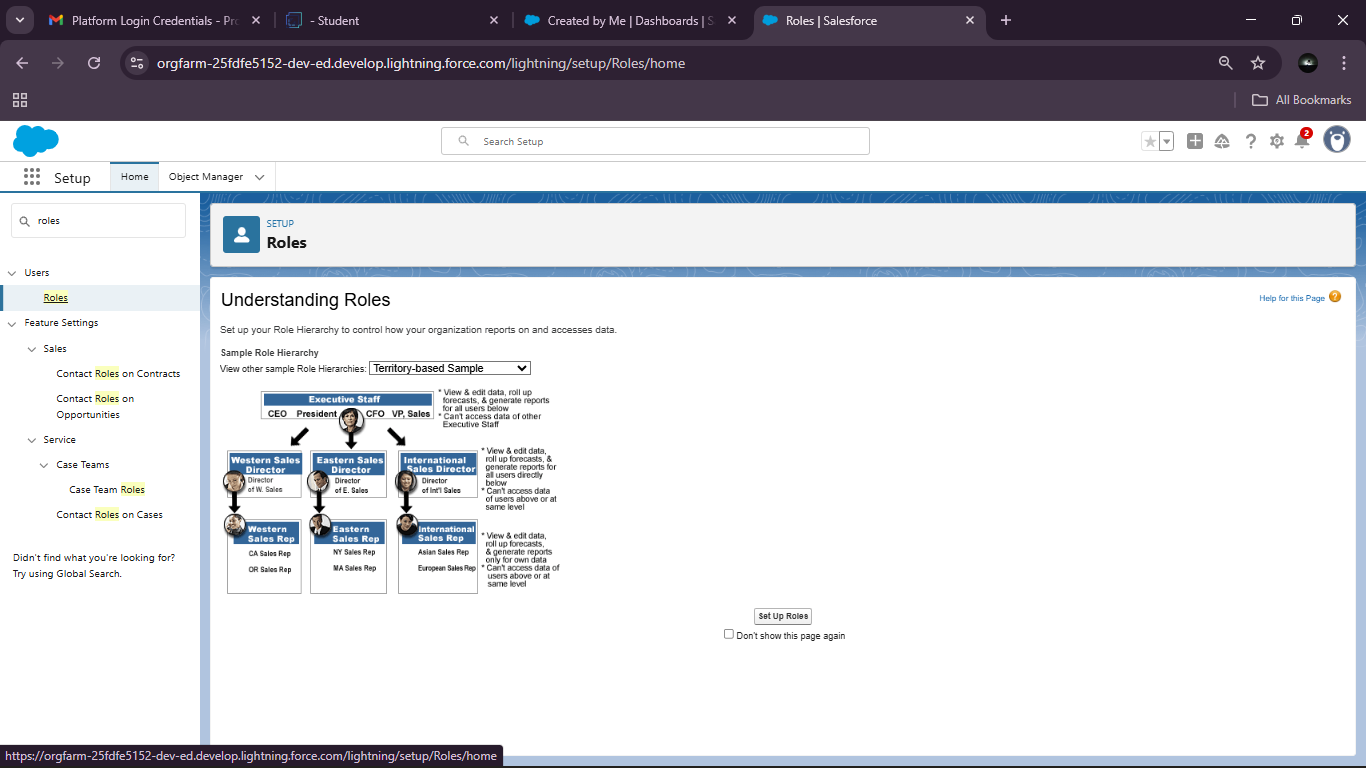 Platform Login Credentials - Pro
- Student
Created by Me | Dashboards | S
Roles | Salesforce
orgfarm-25fdfe5152-dev-ed.develop.lightning.force.com/lightning/setup/Roles/home
All Bookmarks
Search Setup
2
Setup
Home
Object Manager
roles
Users
Roles
Feature Settings
Sales
Contact Roles on Contracts
Contact Roles on
Opportunities
Service
Case Teams
Case Team Roles
Contact Roles on Cases
Didn't find what you're looking for?
Try using Global Search.
SETUP
Roles
Understanding Roles
Help for this Page ?
Set up your Role Hierarchy to control how your organization reports on and accesses data.
Sample Role Hierarchy
View other sample Role Hierarchies: Territory-based Sample
Executive Staff
CEO President CFO VP, Sales
* View & edit data, roll up
forecasts, & generate reports
for all users below
* Can't access data of other
Executive Staff
Western Sales
Director
Director
of W. Sales
Eastern Sales
Director
Director
of E. Sales
International
Sales Director
Director
of Int'l Sales
* View & edit data,
roll up forecasts, &
generate reports for
all users directly
below
* Can't access data
of users above or at
same level
Western
Sales Rep
CA Sales Rep
OR Sales Rep
Eastern
Sales Rep
NY Sales Rep
MA Sales Rep
International
Sales Rep
Asian Sales Rep
European Sales Rep
* View & edit data,
roll up forecasts,
& generate reports
only for own data
* Can't access data of
users above or at
same level
Set Up Roles
Don't show this page again
https://orgfarm-25fdfe5152-dev-ed.develop.lightning.force.com/lightning/setup/Roles/home